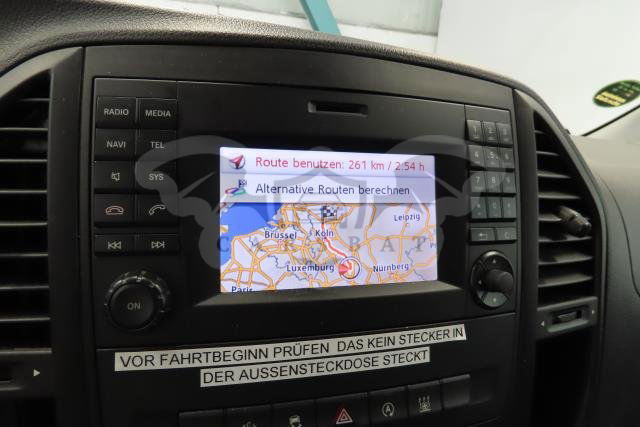 RADIO MEDIA
NAVI TEL
SYS
Route benutzen: 261 km / 2:54 h
Alternative Routen berechnen
Leipzig
Brüssel Köln
Luxemburg Nürnberg
Paris
CARABAT
ON
C
VOR FAHRTBEGINN PRÜFEN DAS KEIN STECKER IN
DER AUSSENSTECKDOSE STECKT